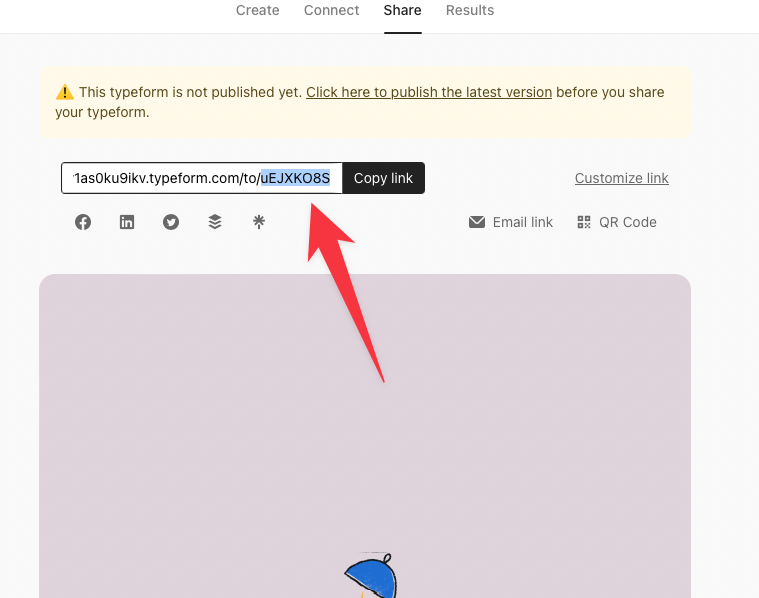 Create Connect Share Results
This typeform is not published yet. Click here to publish the latest version before you share
your typeform.
1as0ku9ikv.typeform.com/to/uEJXKO8S Copy link Customize link
Email link QR Code